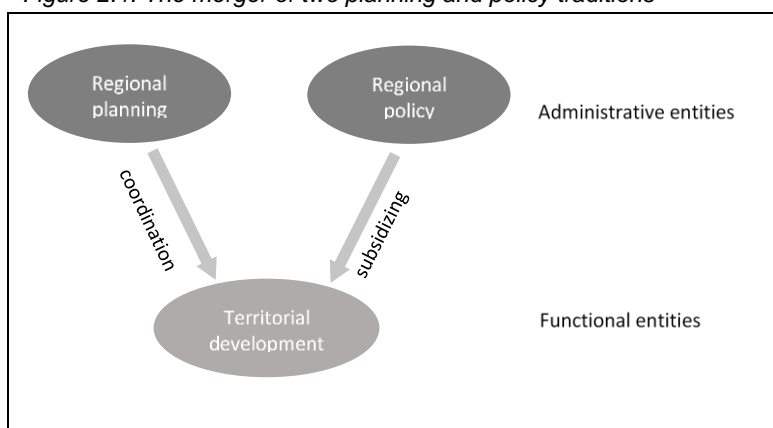 Figure 2.4: The merger of two planning and policy traditions
Regional
planning
Regional
policy
Administrative entities
coordination
subsidizing
Territorial
development
Functional entities